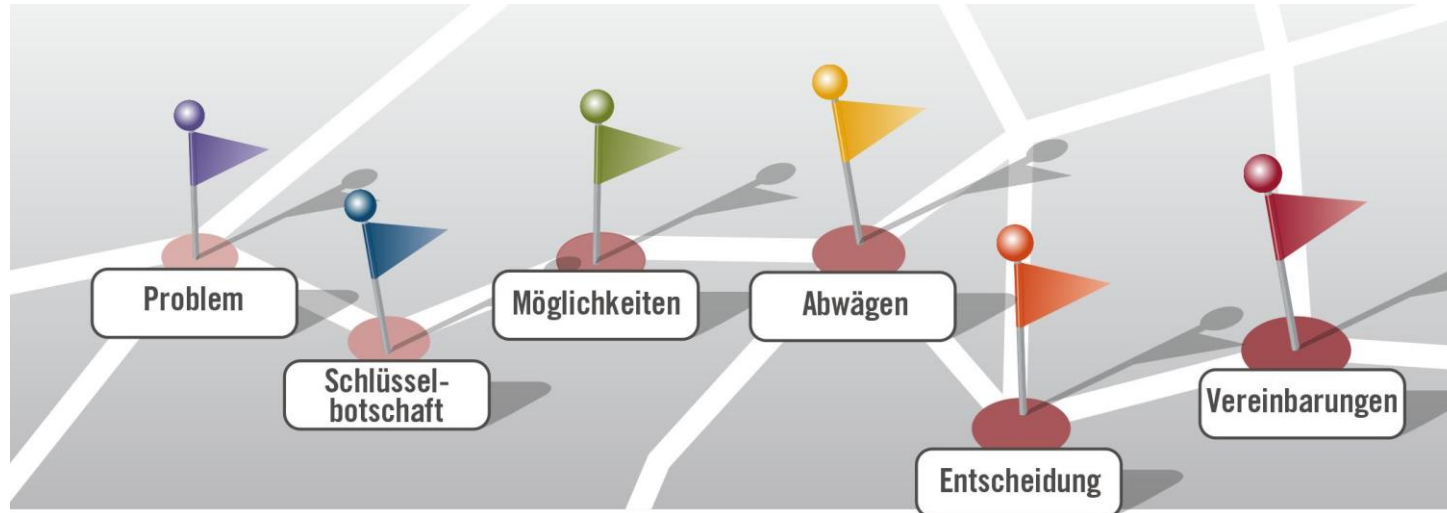 Problem
Schlüssel-
botschaft
Möglichkeiten
Abwägen
Entscheidung
Vereinbarungen